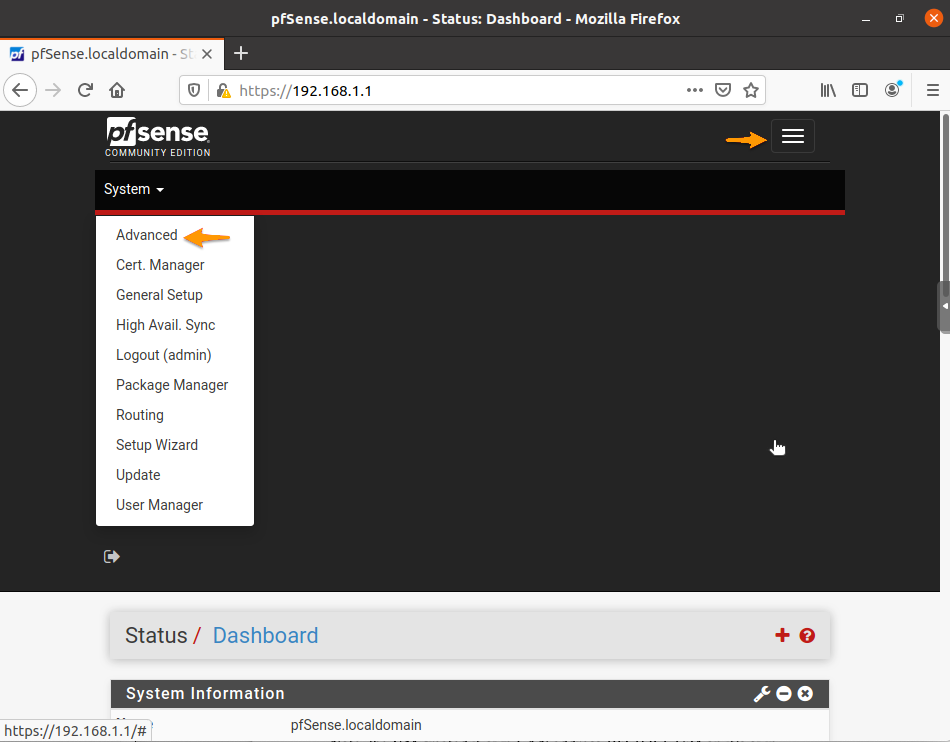 pfSense.localdomain - Status: Dashboard - Mozilla Firefox
pfSense.localdomain - St
https://192.168.1.1
pfsense
COMMUNITY EDITION
System
Advanced
Cert. Manager
General Setup
High Avail. Sync
Logout (admin)
Package Manager
Routing
Setup Wizard
Update
User Manager
Status / Dashboard
System Information
pfSense.localdomain
https://192.168.1.1/#